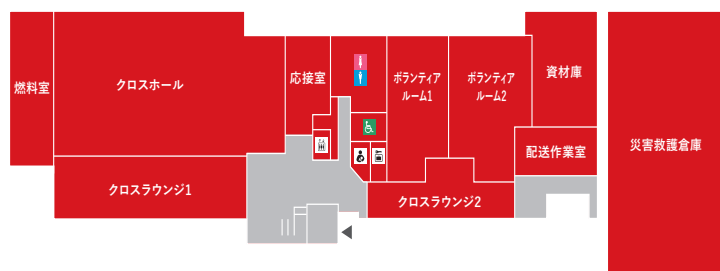 燃料室
クロスホール
応接室
ボランティア
ルーム1
ボランティア
ルーム2
資材庫
配送作業室
災害救護倉庫
クロスラウンジ1
クロスラウンジ2